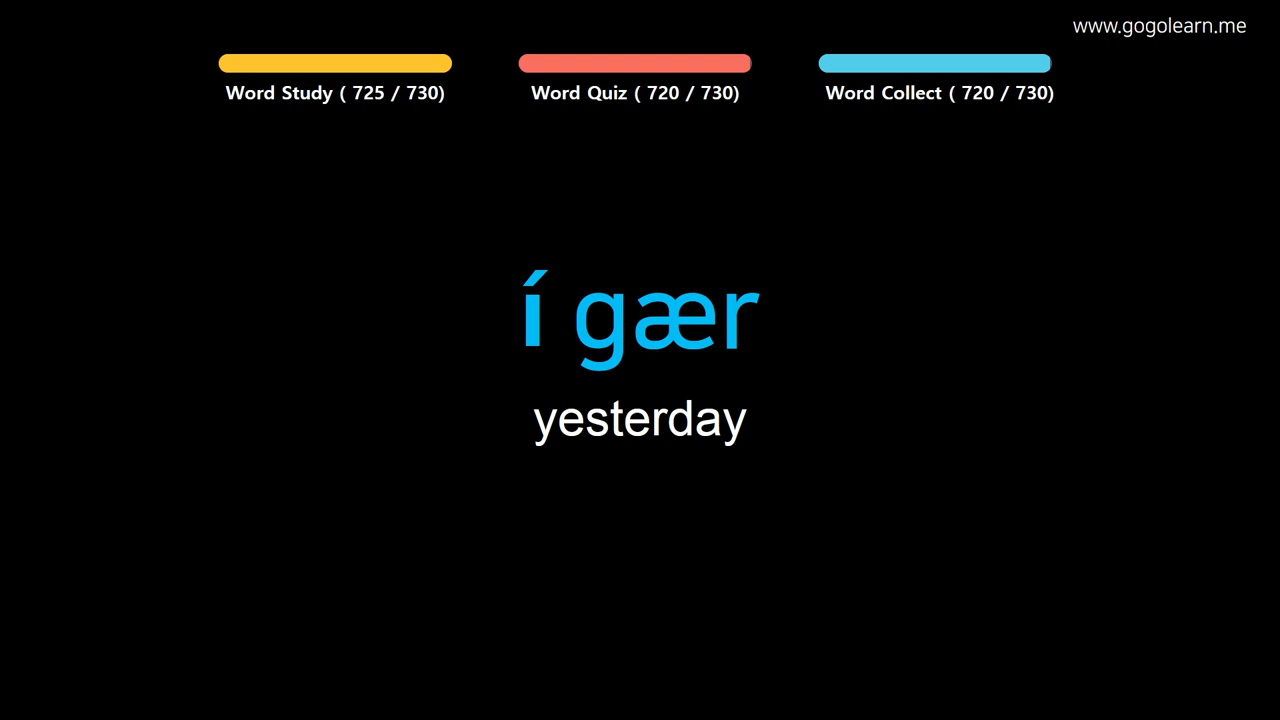 www.gogolearn.me
Word Study ( 725 / 730)
Word Quiz ( 720 / 730)
Word Collect ( 720 / 730)
í gær
yesterday